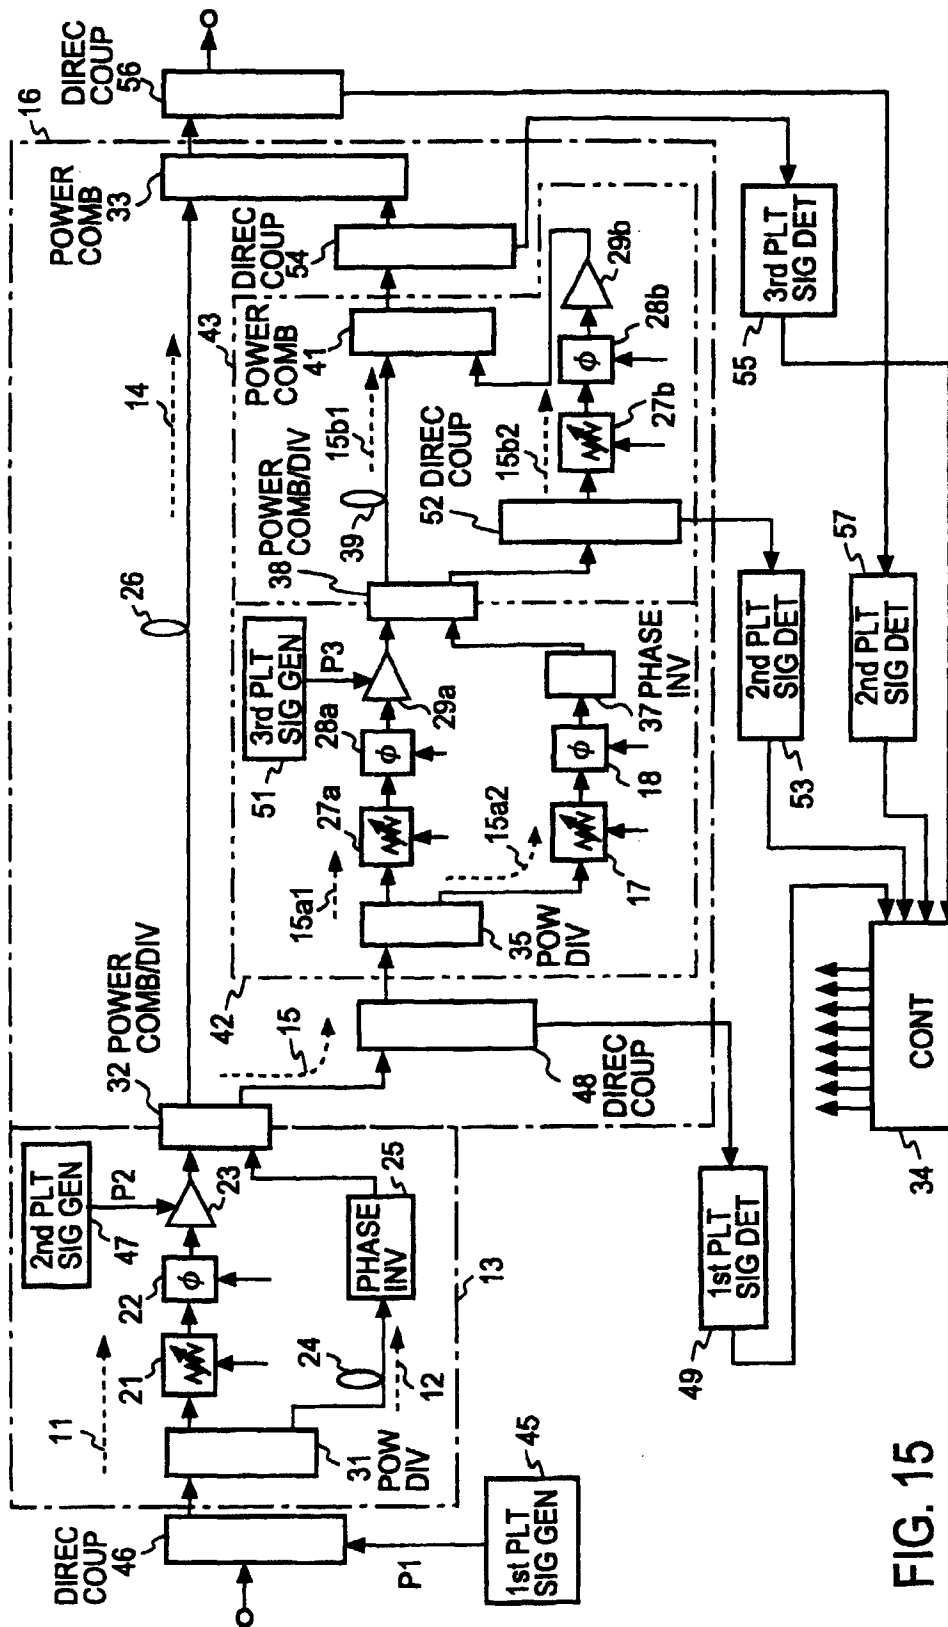 DIREC
COUP
46
P1
1st PLT
SIG GEN
45
11
31
POW
DIV
21
22
2nd PLT
SIG GEN
47
P2
23
24
12
PHASE
INV
25
13
32 POWER
COMB/DIV
15
48
DIREC
COUP
1st PLT
SIG DET
49
42
35
POW
DIV
15a1
15a2
27a
28a
ϕ
ϕ
3rd PLT
SIG GEN
51
P3
29a
17
18
ϕ
37 PHASE
INV
38
POWER
COMB/DIV
39
15b1
52 DIREC
COUP
15b2
27b
28b
ϕ
29b
POWER
COMB
41
43
DIREC
COUP
54
26
14
POWER
COMB
33
16
DIREC
COUP
56
3rd PLT
SIG DET
55
2nd PLT
SIG DET
53
2nd PLT
SIG DET
57
CONT
34
FIG. 15